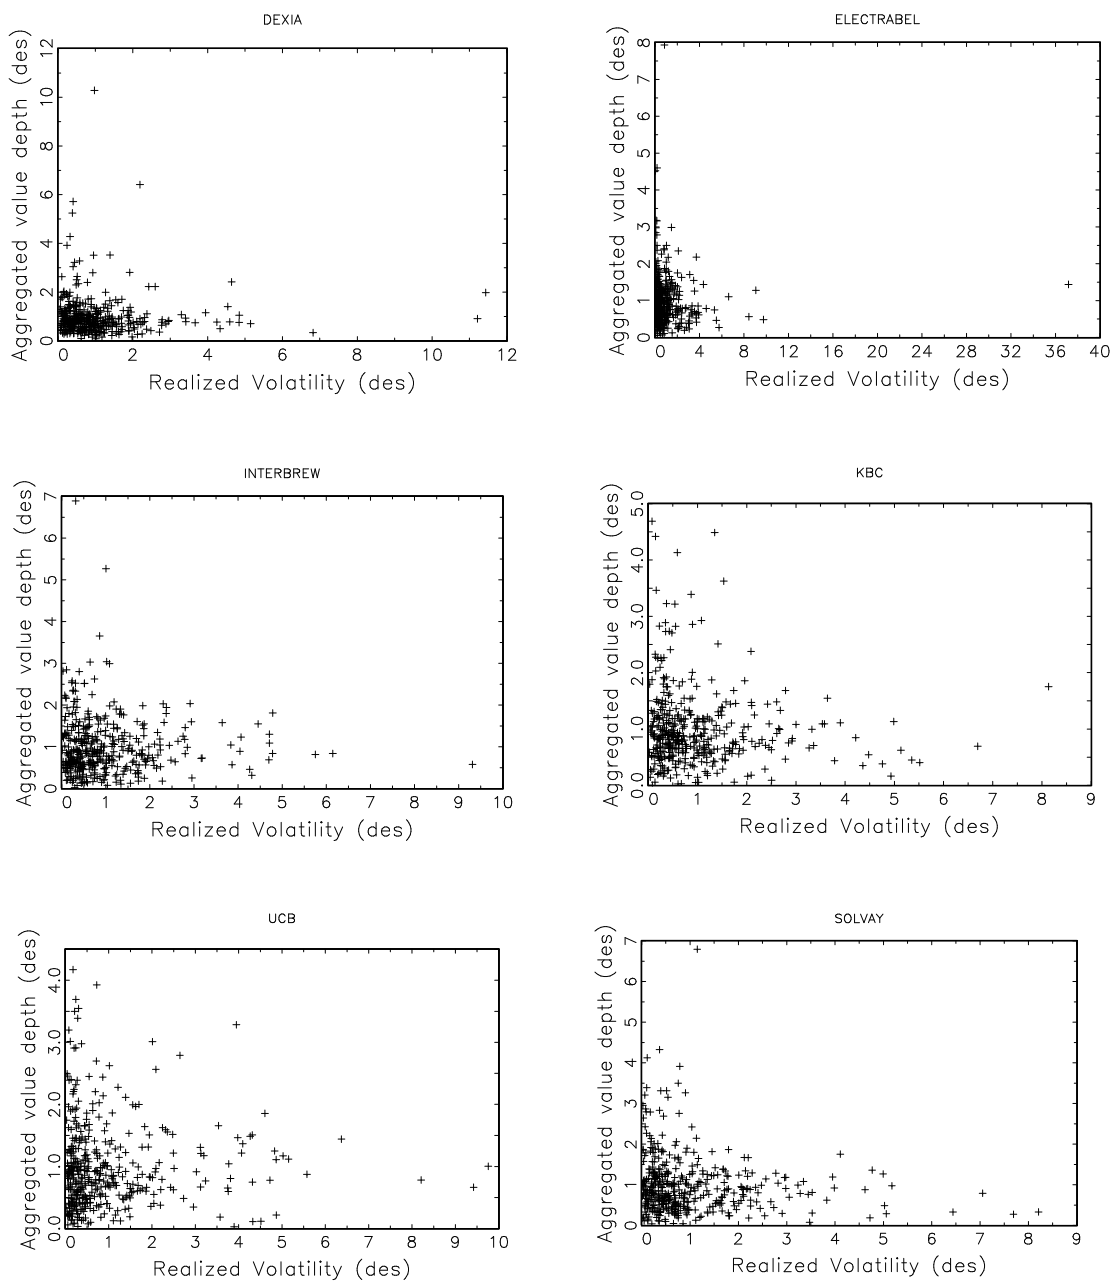 DEXIA
Aggregated value depth (des)
12
10
8
6
4
2
0
0 2 4 6 8 10 12
Realized Volatility (des)
ELECTRABEL
Aggregated value depth (des)
8
7
6
5
4
3
2
1
0
0 4 8 12 16 20 24 28 32 36 40
Realized Volatility (des)
INTERBREW
Aggregated value depth (des)
7
6
5
4
3
2
1
0
0 1 2 3 4 5 6 7 8 9 10
Realized Volatility (des)
KBC
Aggregated value depth (des)
5.0
4.0
3.0
2.0
1.0
0.0
0 1 2 3 4 5 6 7 8 9
Realized Volatility (des)
UCB
Aggregated value depth (des)
4.0
3.0
2.0
1.0
0.0
0 1 2 3 4 5 6 7 8 9 10
Realized Volatility (des)
SOLVAY
Aggregated value depth (des)
7
6
5
4
3
2
1
0
0 1 2 3 4 5 6 7 8 9
Realized Volatility (des)